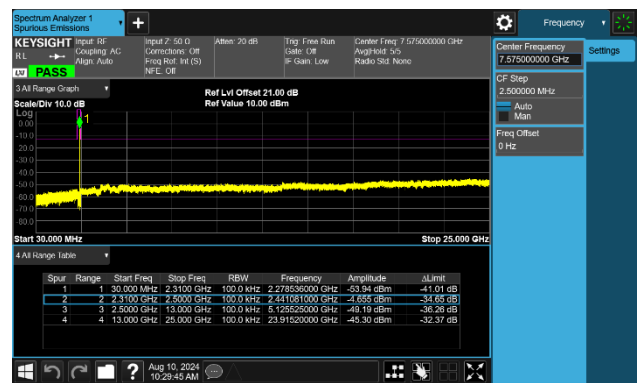 Spectrum Analyzer 1
Spurious Emissions
Frequency
KEYSIGHT
RL
Input: RF
Coupling: AC
Align: Auto
Input Z: 50 Ω
Corrections: Off
Freq Ref: Int (S)
NFE: Off
Atten: 20 dB
Trig: Free Run
Gate: Off
IF Gain: Low
Center Freq: 7.575000000 GHz
Avg|Hold: 5/5
Radio Std: None
LV PASS
3 All Range Graph
Scale/Div 10.0 dB
Ref Lvl Offset 21.00 dB
Ref Value 10.00 dBm
Log
0.00
-10.0
-20.0
-30.0
-40.0
-50.0
-60.0
-70.0
-80.0
1
Start 30.000 MHz
Stop 25.000 GHz
4 All Range Table
Spur Range Start Freq Stop Freq RBW Frequency Amplitude ΔLimit
1 1 30.000 MHz 2.3100 GHz 100.0 kHz 2.278536000 GHz -53.94 dBm -41.01 dB
2 2 2.3100 GHz 2.5000 GHz 100.0 kHz 2.441081000 GHz -4.655 dBm -34.65 dB
3 3 2.5000 GHz 13.000 GHz 100.0 kHz 5.125525000 GHz -49.19 dBm -36.26 dB
4 4 13.000 GHz 25.000 GHz 100.0 kHz 23.91520000 GHz -45.30 dBm -32.37 dB
Center Frequency
7.575000000 GHz
Settings
CF Step
2.500000 MHz
Auto
Man
Freq Offset
0 Hz
?
Aug 10, 2024
10:29:45 AM